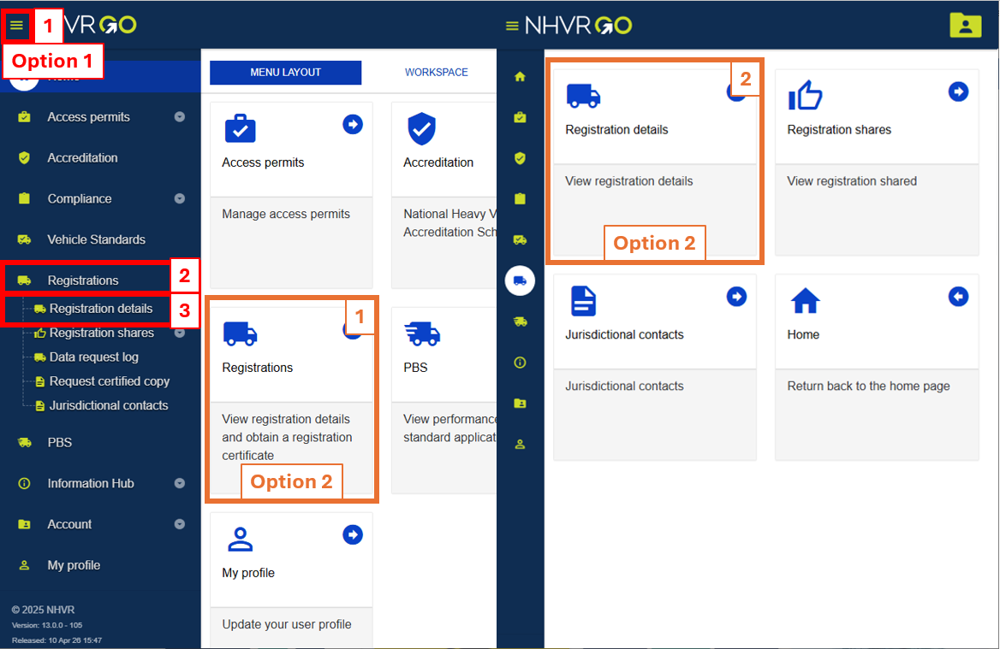 1
VR GO
Option 1
Home
Access permits
Accreditation
Compliance
Vehicle Standards
Registrations
2
Registration details
3
Registration shares
Data request log
Request certified copy
Jurisdictional contacts
PBS
Information Hub
Account
My profile
© 2025 NHVR
Version: 13.0.0 - 105
Released: 10 Apr 26 15:47
MENU LAYOUT
WORKSPACE
Access permits
Manage access permits
Accreditation
National Heavy V
Accreditation Sch
1
Registrations
View registration details
and obtain a registration
certificate
Option 2
PBS
View performance
standard applicat
My profile
Update your user profile
NHVR GO
2
Registration details
View registration details
Option 2
Registration shares
View registration shared
Jurisdictional contacts
Jurisdictional contacts
Home
Return back to the home page